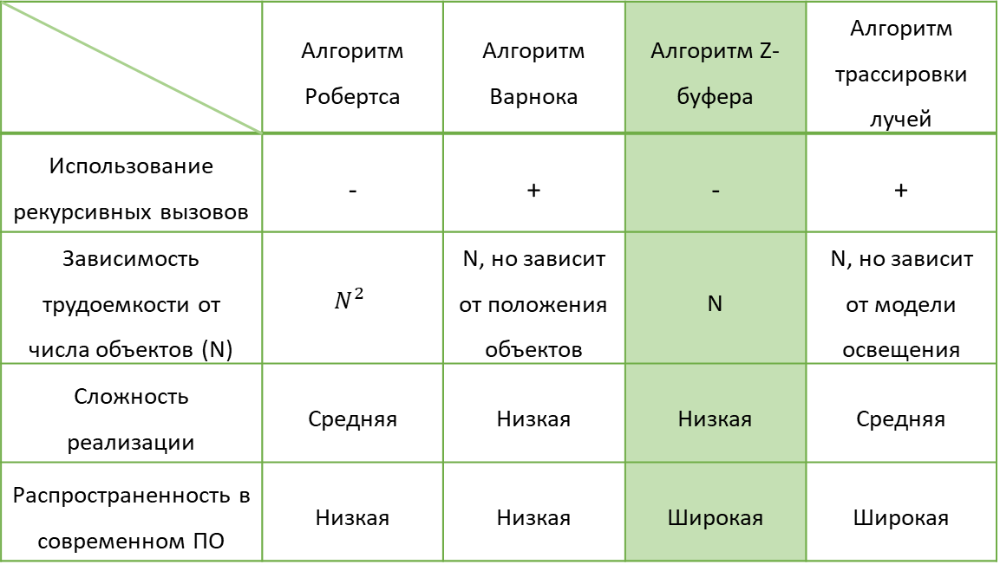 Алгоритм
Робертса
Алгоритм
Варнока
Алгоритм Z-
буфера
Алгоритм
трассировки
лучей
Использование
рекурсивных вызовов
-
+
-
+
Зависимость
трудоемкости от
числа объектов (N)
N²
N, но зависит
от положения
объектов
N
N, но зависит
от модели
освещения
Сложность
реализации
Средняя
Низкая
Низкая
Средняя
Распространенность в
современном ПО
Низкая
Низкая
Широкая
Широкая